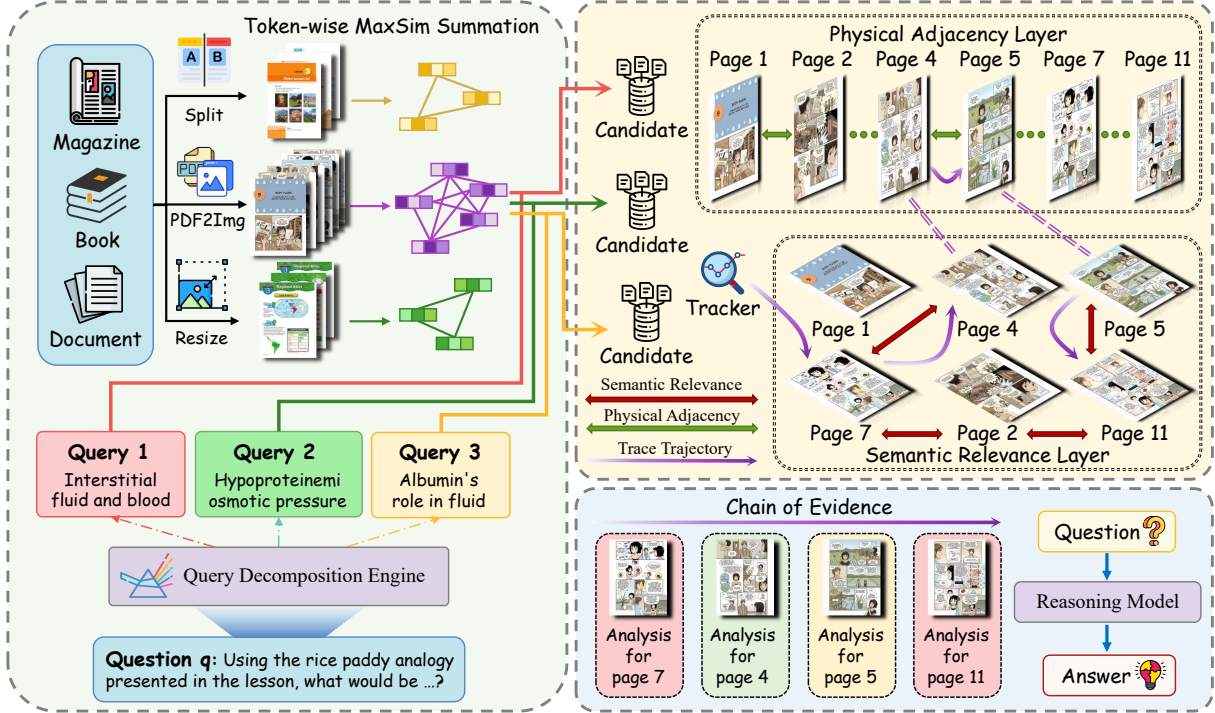 Token-wise MaxSim Summation
Magazine
Book
Document
A B
Split
PDF
PDF2Img
Resize
Query 1
Interstitial
fluid and blood
Query 2
Hypoproteinemi
osmotic pressure
Query 3
Albumin's
role in fluid
Query Decomposition Engine
Question q: Using the rice paddy analogy
presented in the lesson, what would be ...?
Candidate
Candidate
Candidate
Tracker
Semantic Relevance
Physical Adjacency
Trace Trajectory
Physical Adjacency Layer
Page 1
Page 2
Page 4
Page 5
Page 7
Page 11
Page 1
Page 4
Page 5
Page 7
Page 2
Page 11
Semantic Relevance Layer
Chain of Evidence
Analysis
for
page 7
Analysis
for
page 4
Analysis
for
page 5
Analysis
for
page 11
Question
Reasoning Model
Answer